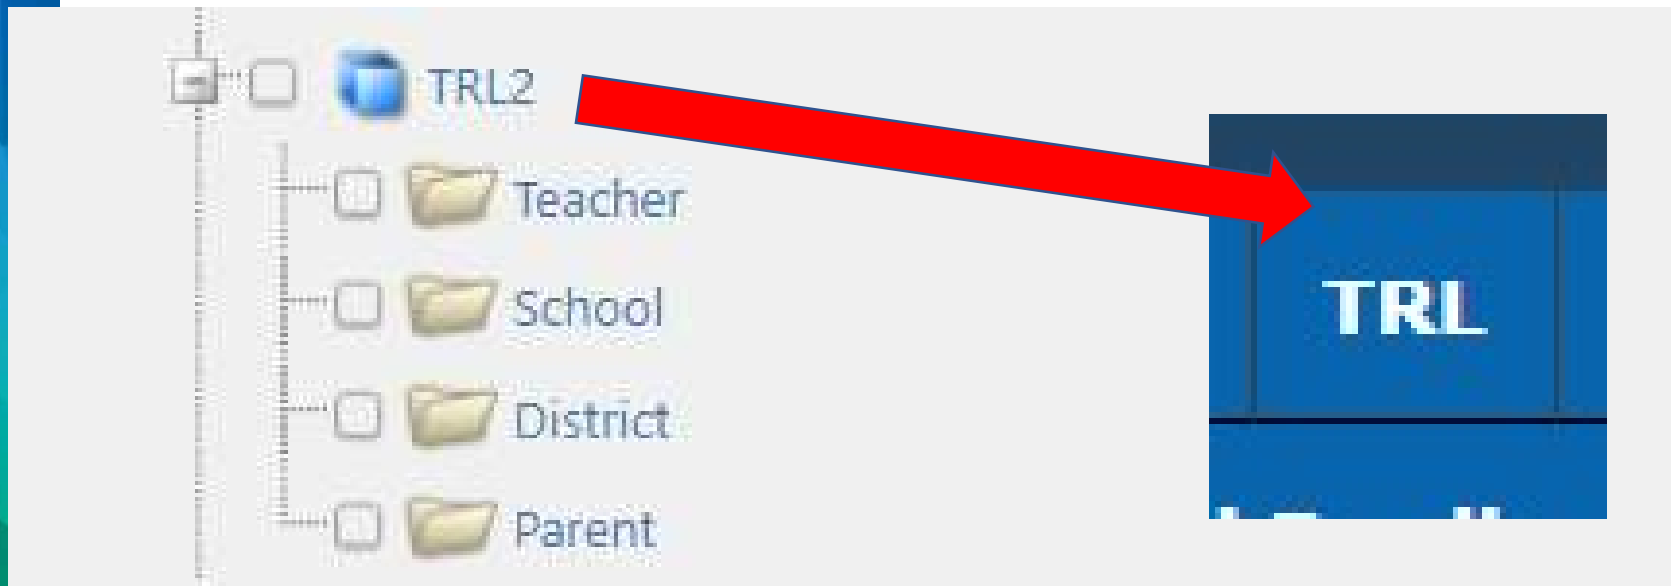 TRL2
Teacher
School
District
Parent
TRL